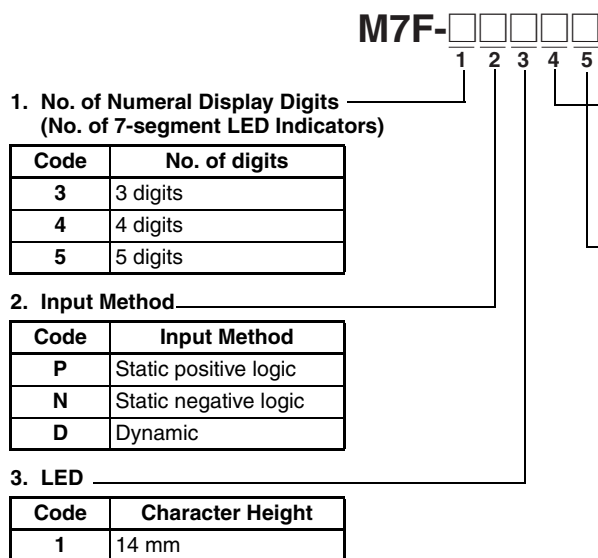 M7F-□□□□□
1 2 3 4 5
1. No. of Numeral Display Digits
(No. of 7-segment LED Indicators)
Code No. of digits
3 3 digits
4 4 digits
5 5 digits
2. Input Method
Code Input Method
P Static positive logic
N Static negative logic
D Dynamic
3. LED
Code Character Height
1 14 mm